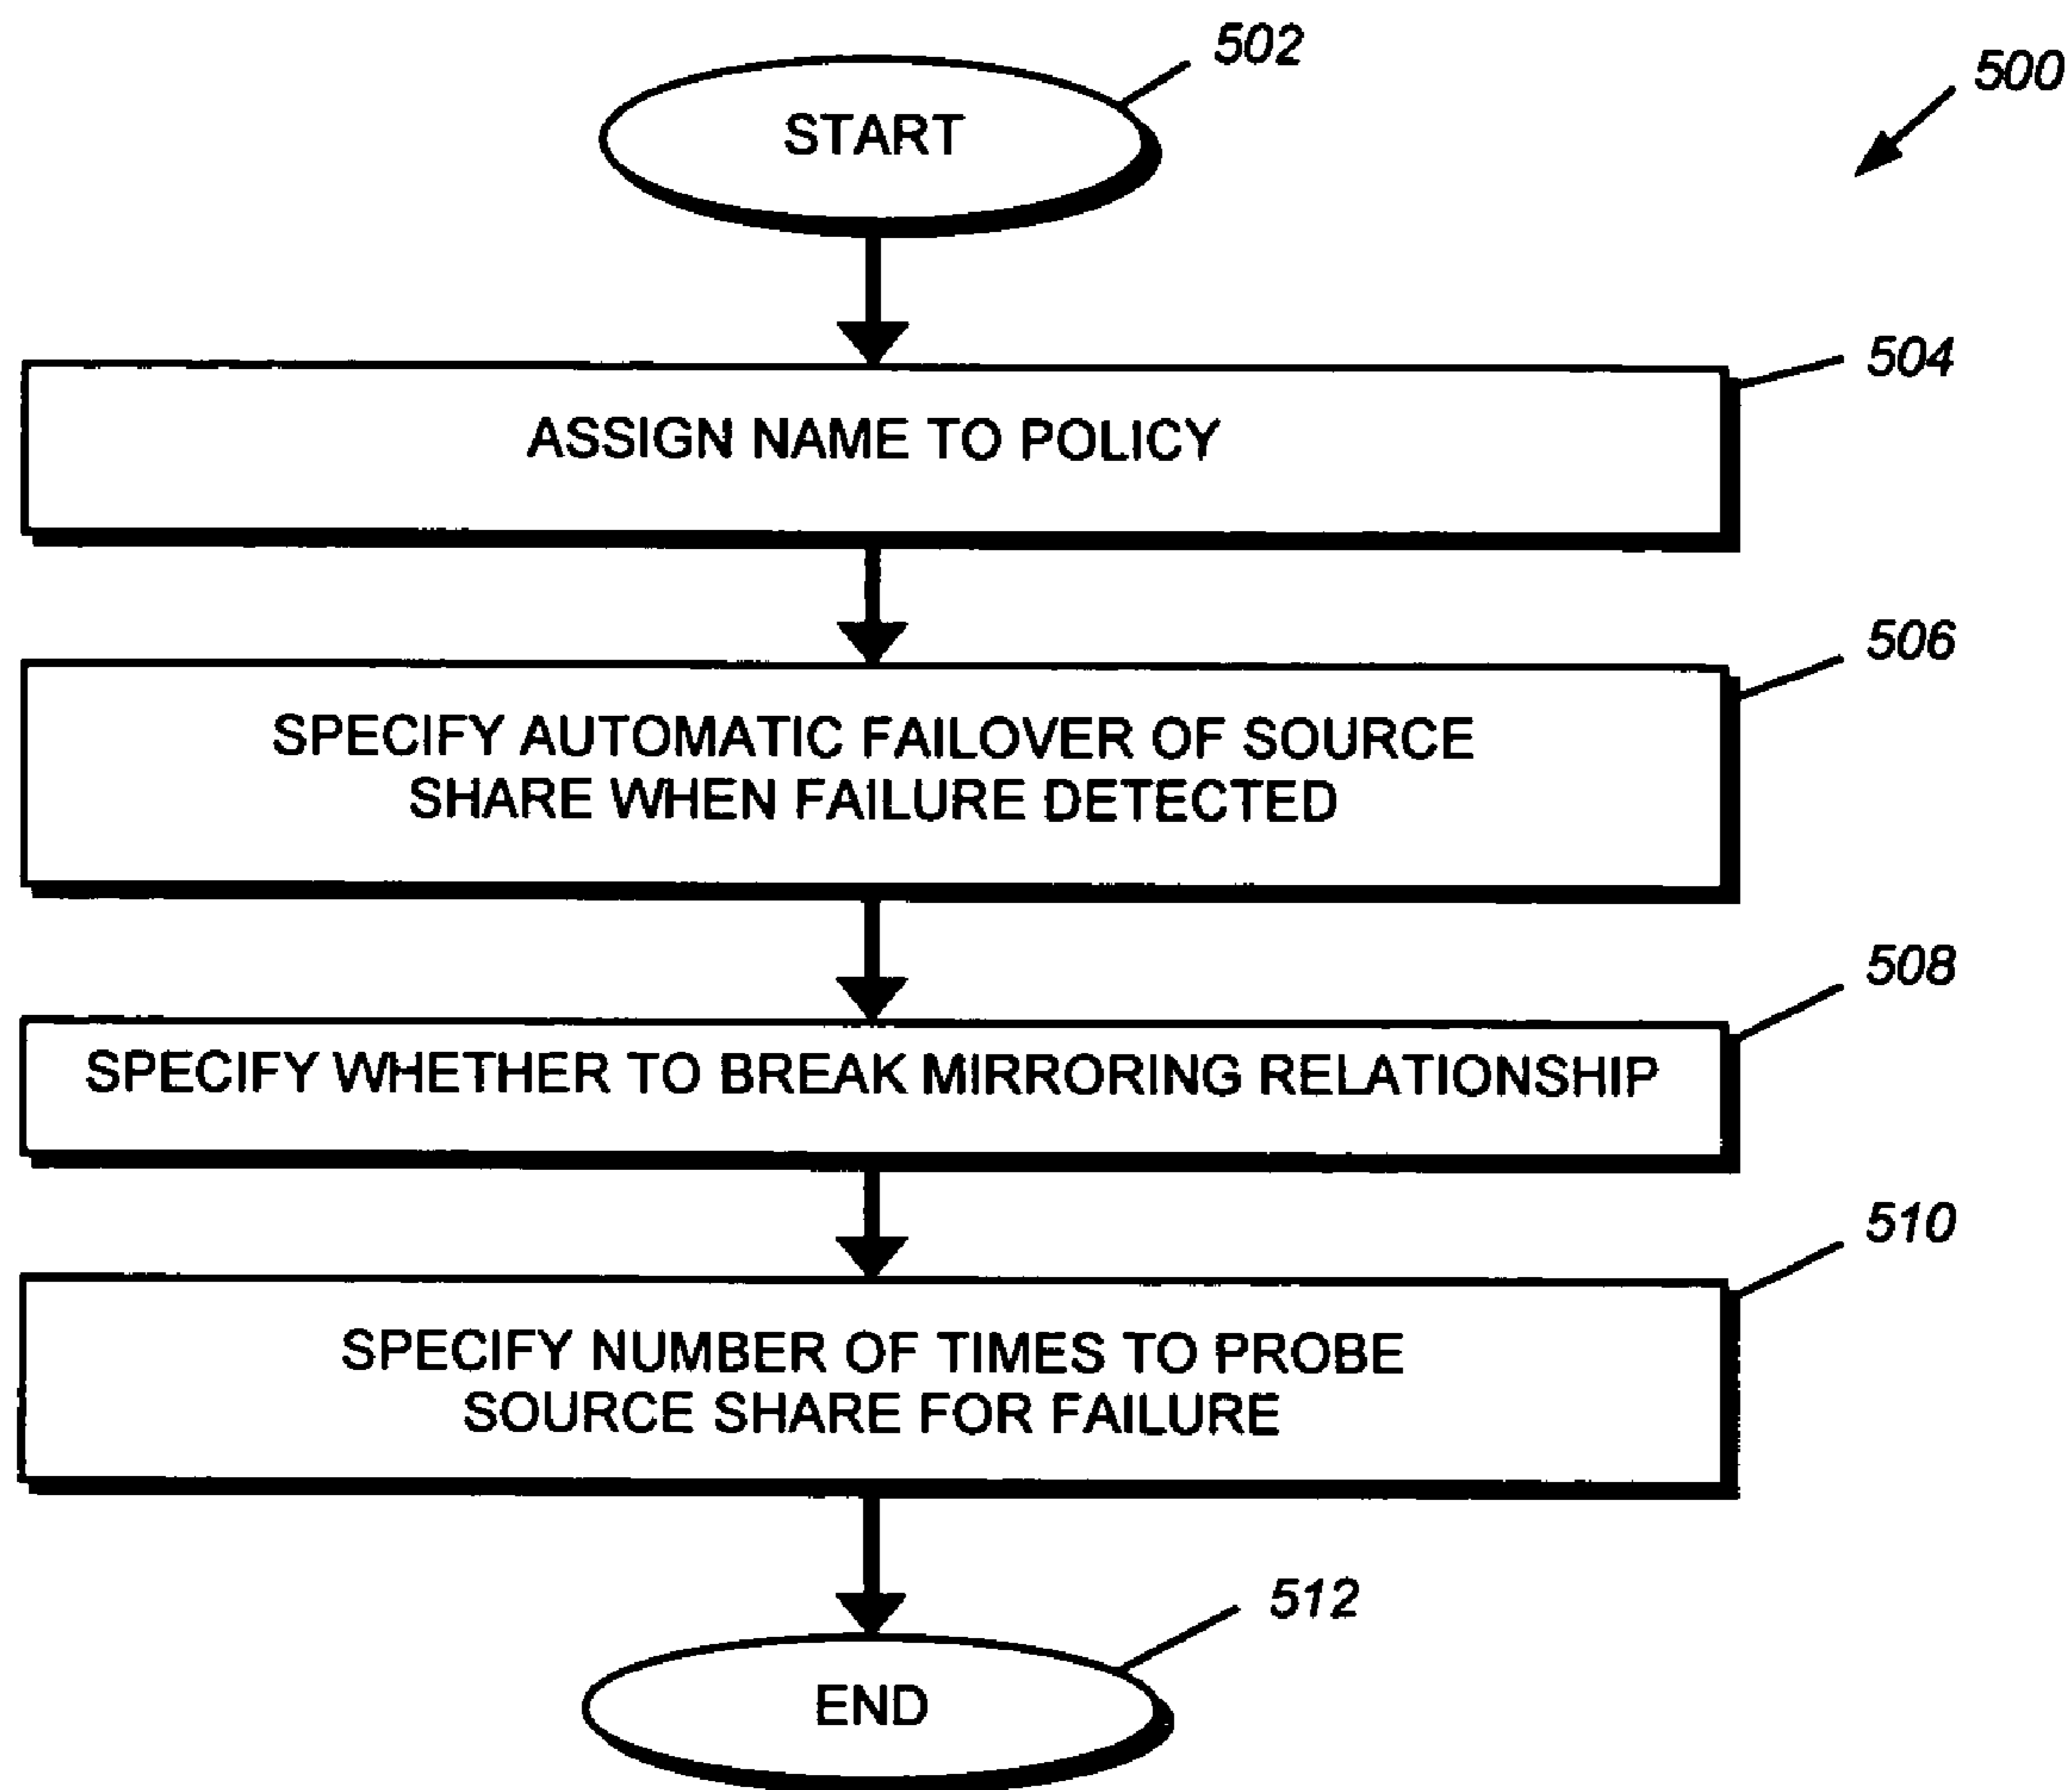 502
500
START
504
ASSIGN NAME TO POLICY
506
SPECIFY AUTOMATIC FAILOVER OF SOURCE
SHARE WHEN FAILURE DETECTED
508
SPECIFY WHETHER TO BREAK MIRRORING RELATIONSHIP
510
SPECIFY NUMBER OF TIMES TO PROBE
SOURCE SHARE FOR FAILURE
512
END